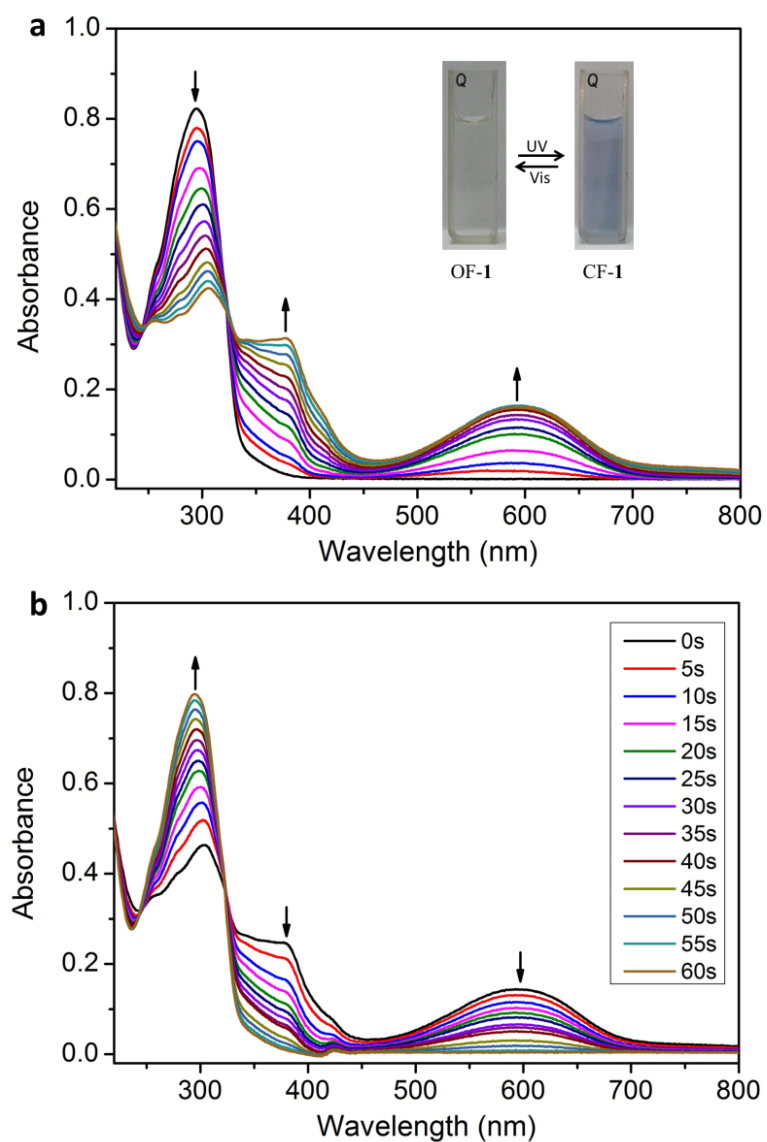 a
1.0
0.8
0.6
0.4
0.2
0.0
Absorbance
300 400 500 600 700 800
Wavelength (nm)
Q
Q
UV
Vis
OF-1
CF-1
b
1.0
0.8
0.6
0.4
0.2
0.0
Absorbance
300 400 500 600 700 800
Wavelength (nm)
0s
5s
10s
15s
20s
25s
30s
35s
40s
45s
50s
55s
60s